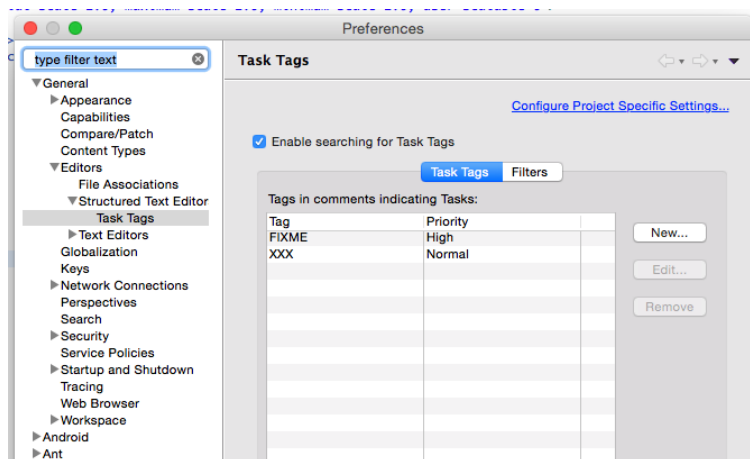 Preferences
type filter text
Task Tags
General
Appearance
Capabilities
Compare/Patch
Content Types
Editors
File Associations
Structured Text Editor
Task Tags
Text Editors
Globalization
Keys
Network Connections
Perspectives
Search
Security
Service Policies
Startup and Shutdown
Tracing
Web Browser
Workspace
Android
Ant
Configure Project Specific Settings...
Enable searching for Task Tags
Task Tags Filters
Tags in comments indicating Tasks:
Tag Priority
FIXME High
XXX Normal
New...
Edit...
Remove